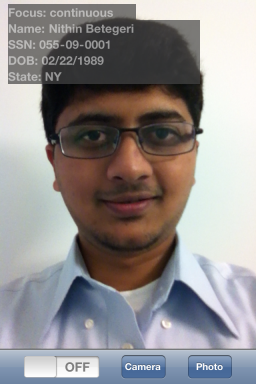 Focus: continuous
Name: Nithin Betegeri
SSN: 055-09-0001
DOB: 02/22/1989
State: NY
OFF
Camera
Photo